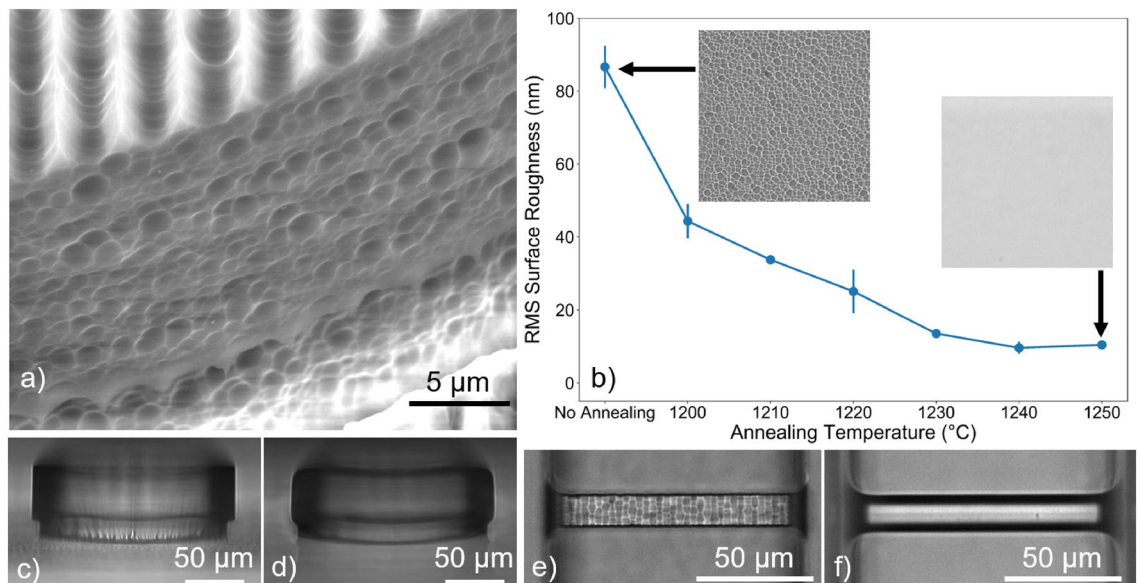 a)
5 μm
100
80
60
40
20
0
RMS Surface Roughness (nm)
b)
No Annealing 1200 1210 1220 1230 1240 1250
Annealing Temperature (°C)
c)
50 μm
d)
50 μm
e)
50 μm
f)
50 μm